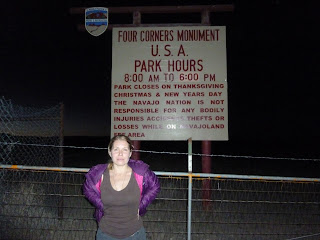 FOUR CORNERS MONUMENT
U.S.A.
PARK HOURS
8:00 AM TO 6:00 PM
PARK CLOSES ON THANKSGIVING
CHRISTMAS & NEW YEARS DAY
THE NAVAJO NATION IS NOT
RESPONSIBLE FOR ANY BODILY
INJURIES ACCIDENTS THEFTS OR
LOSSES WHILE ON NAVAJOLAND
AREA